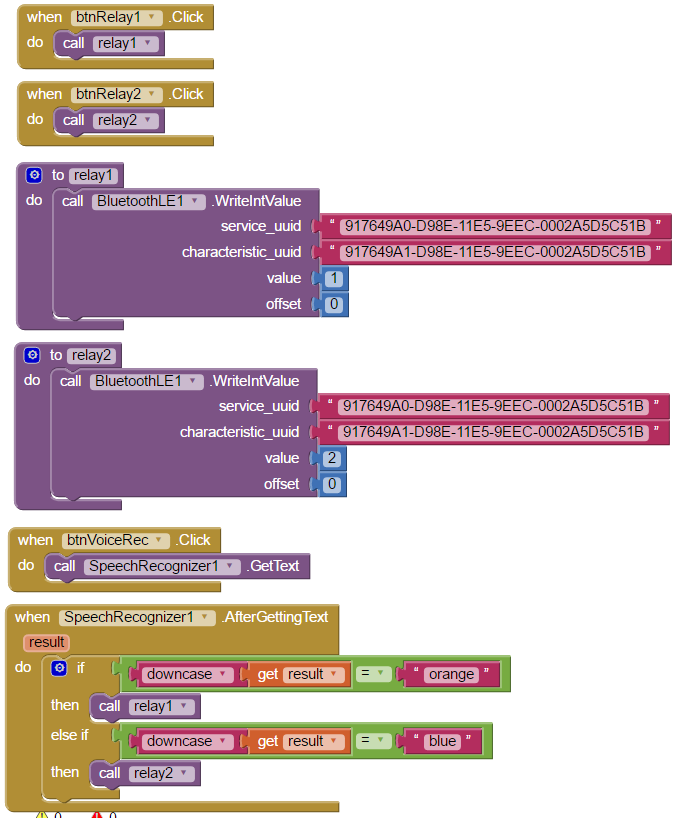 when btnRelay1 .Click
do call relay1
when btnRelay2 .Click
do call relay2
to relay1
do call BluetoothLE1 .WriteIntValue
service_uuid “ 917649A0-D98E-11E5-9EEC-0002A5D5C51B ”
characteristic_uuid “ 917649A1-D98E-11E5-9EEC-0002A5D5C51B ”
value 1
offset 0
to relay2
do call BluetoothLE1 .WriteIntValue
service_uuid “ 917649A0-D98E-11E5-9EEC-0002A5D5C51B ”
characteristic_uuid “ 917649A1-D98E-11E5-9EEC-0002A5D5C51B ”
value 2
offset 0
when btnVoiceRec .Click
do call SpeechRecognizer1 .GetText
when SpeechRecognizer1 .AfterGettingText
result
do if downcase get result = “ orange ”
then call relay1
else if downcase get result = “ blue ”
then call relay2
0 0